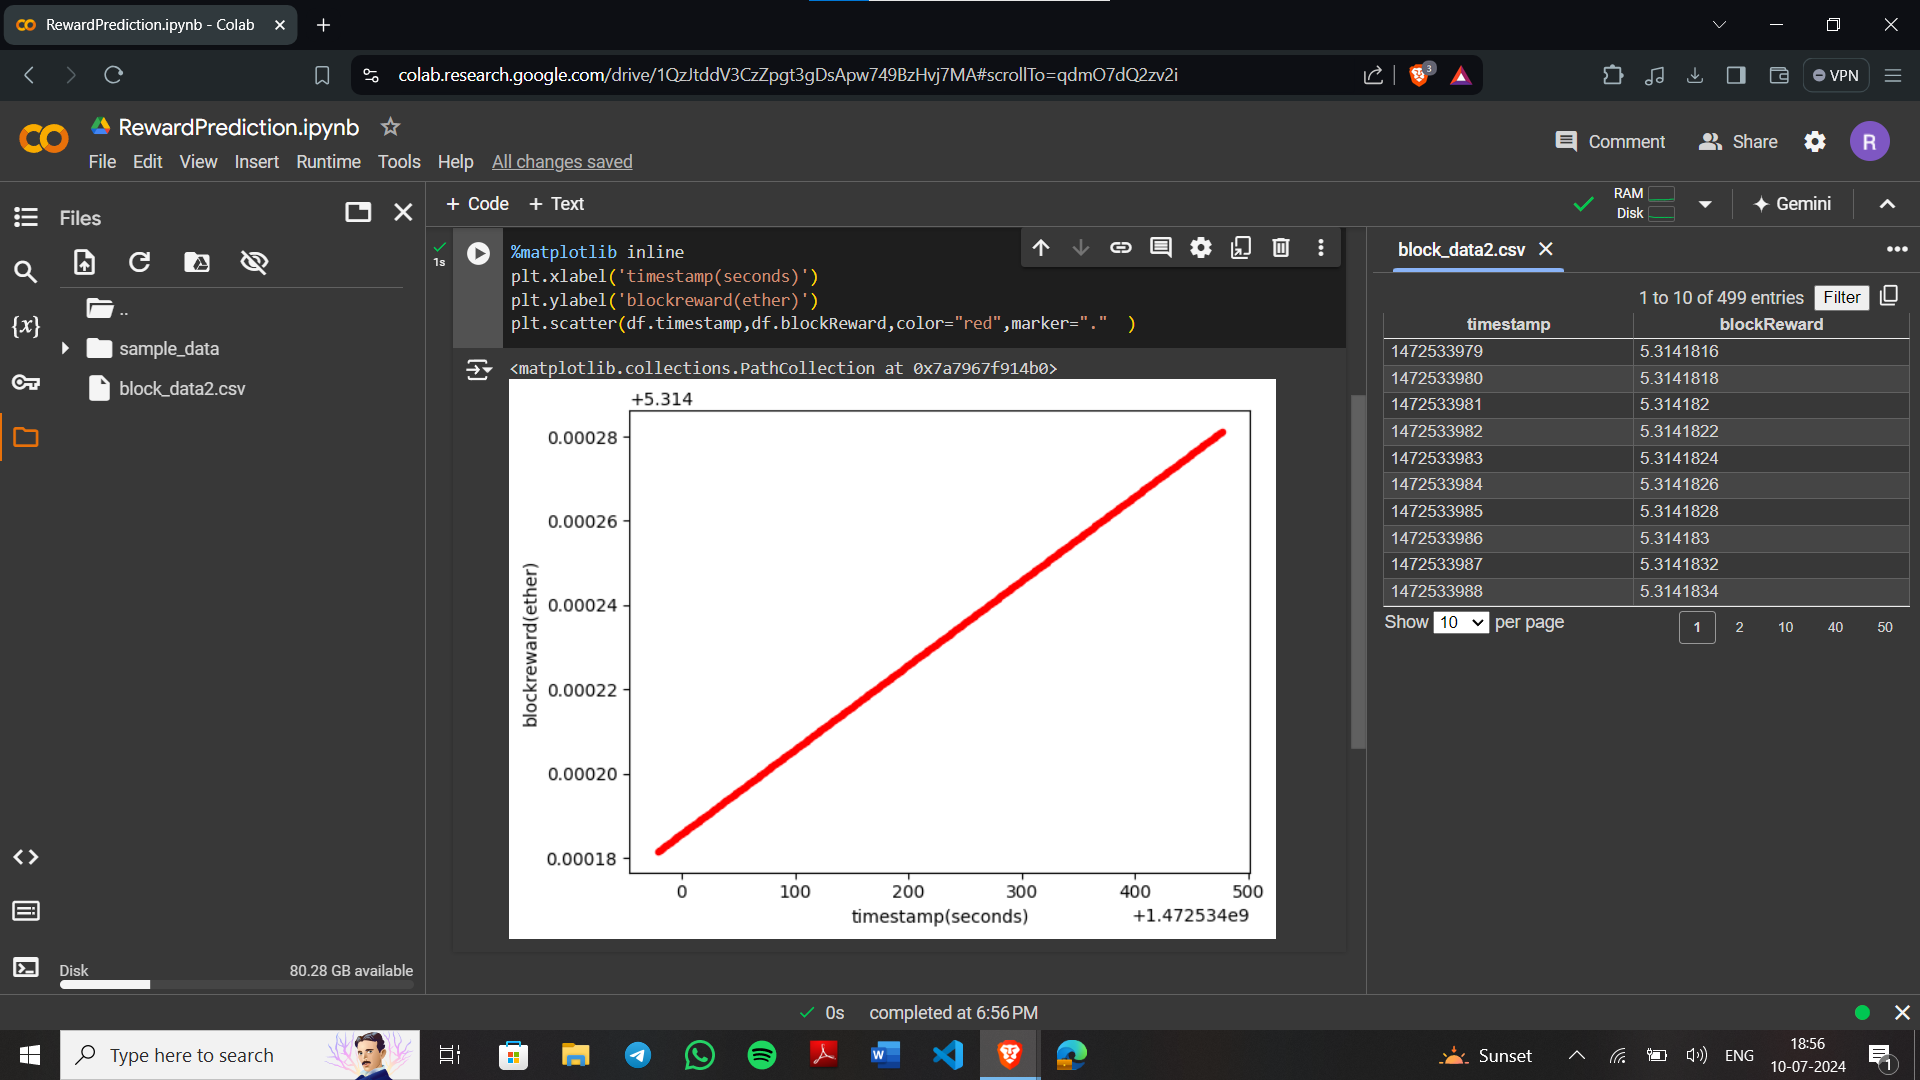 RewardPrediction.ipynb - Colab
colab.research.google.com/drive/1QzJtddV3CzZpgt3gDsApw749BzHvj7MA#scrollTo=qdmO7dQ2zv2i
3
VPN
RewardPrediction.ipynb
File Edit View Insert Runtime Tools Help All changes saved
Comment Share R
Files
+ Code + Text
RAM
Disk
Gemini
..
sample_data
block_data2.csv
Disk 80.28 GB available
1s
%matplotlib inline
plt.xlabel('timestamp(seconds)')
plt.ylabel('blockreward(ether)')
plt.scatter(df.timestamp,df.blockReward,color="red",marker="."  )
<matplotlib.collections.PathCollection at 0x7a7967f914b0>
+5.314
0.00028
0.00026
0.00024
0.00022
0.00020
0.00018
blockreward(ether)
0 100 200 300 400 500
timestamp(seconds) +1.472534e9
block_data2.csv
1 to 10 of 499 entries Filter
timestamp blockReward
1472533979 5.3141816
1472533980 5.3141818
1472533981 5.314182
1472533982 5.3141822
1472533983 5.3141824
1472533984 5.3141826
1472533985 5.3141828
1472533986 5.314183
1472533987 5.3141832
1472533988 5.3141834
Show 10 per page 1 2 10 40 50
0s completed at 6:56 PM
Type here to search
Sunset
ENG
18:56
10-07-2024
1